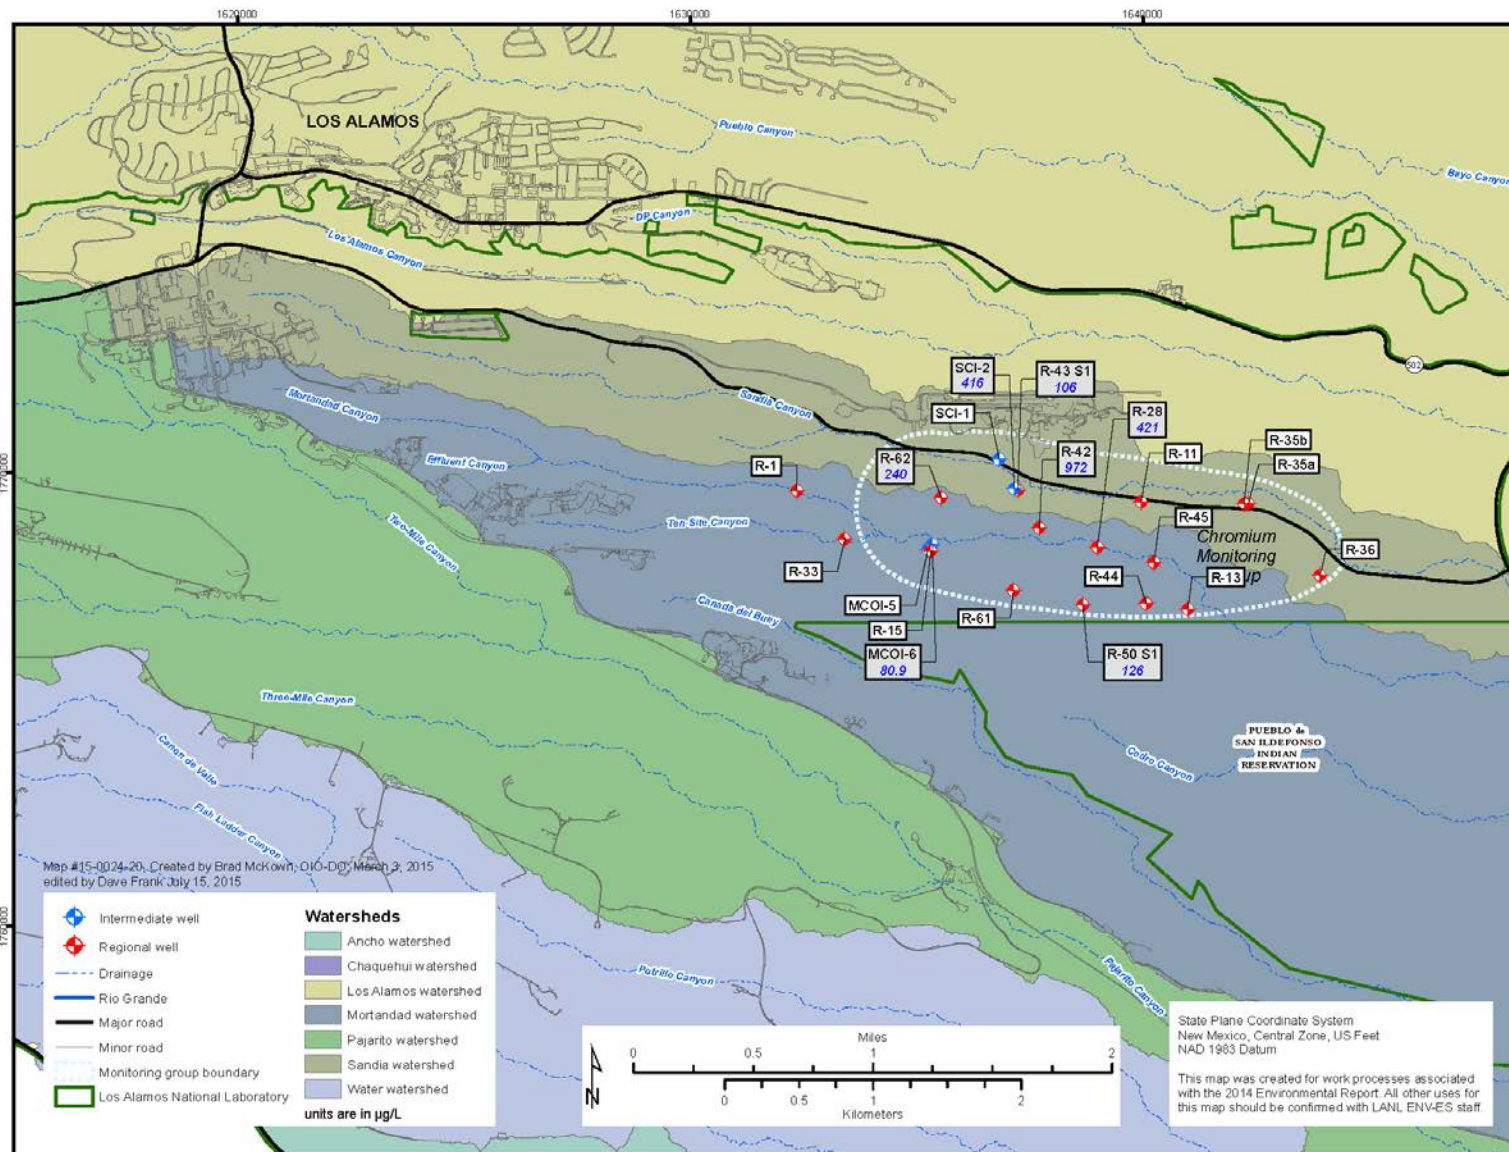 1620000
1630000
1640000
1770000
1760000
LOS ALAMOS
Pueblo Canyon
Bayo Canyon
DP Canyon
Los Alamos Canyon
502
Sandia Canyon
Mortandad Canyon
Effluent Canyon
Ten Site Canyon
Two-Mile Canyon
Canada del Buey
Three-Mile Canyon
Canon de Valle
Fish Ladder Canyon
Potrillo Canyon
Pajarito Canyon
Cedro Canyon
SCI-2
416
R-43 S1
106
SCI-1
R-28
421
R-62
240
R-42
972
R-11
R-35b
R-35a
R-1
R-45
Chromium
Monitoring
up
R-36
R-33
R-44
R-13
MCOI-5
R-15
R-61
MCOI-6
80.9
R-50 S1
126
PUEBLO de
SAN ILDEFONSO
INDIAN
RESERVATION
Map #15-0024-20, Created by Brad McKown, OIO-DO, March 3, 2015
edited by Dave Frank July 15, 2015
Intermediate well
Regional well
Drainage
Rio Grande
Major road
Minor road
Monitoring group boundary
Los Alamos National Laboratory
Watersheds
Ancho watershed
Chaquehui watershed
Los Alamos watershed
Mortandad watershed
Pajarito watershed
Sandia watershed
Water watershed
units are in µg/L
N
Miles
0 0.5 1 2
0 0.5 1 2
Kilometers
State Plane Coordinate System
New Mexico, Central Zone, US Feet
NAD 1983 Datum
This map was created for work processes associated
with the 2014 Environmental Report. All other uses for
this map should be confirmed with LANL ENV-ES staff.